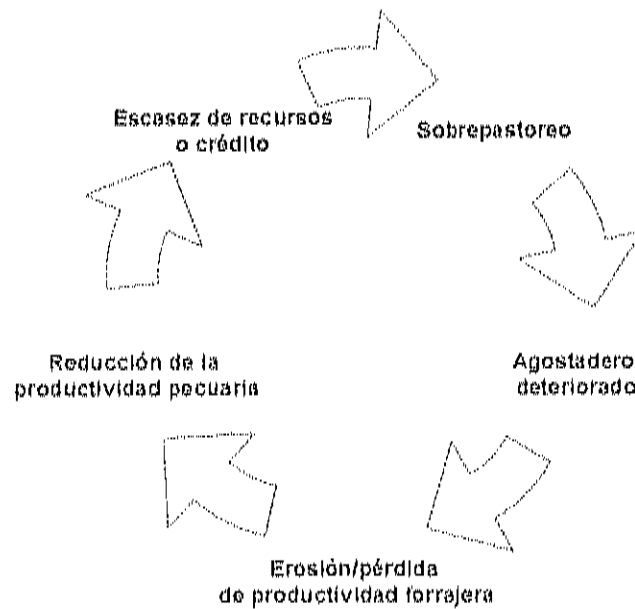 Escasez de recursos
o crédito
Sobrepastoreo
Agostadero
deteriorado
Erosión/pérdida
de productividad forrajera
Reducción de la
productividad pecuaria